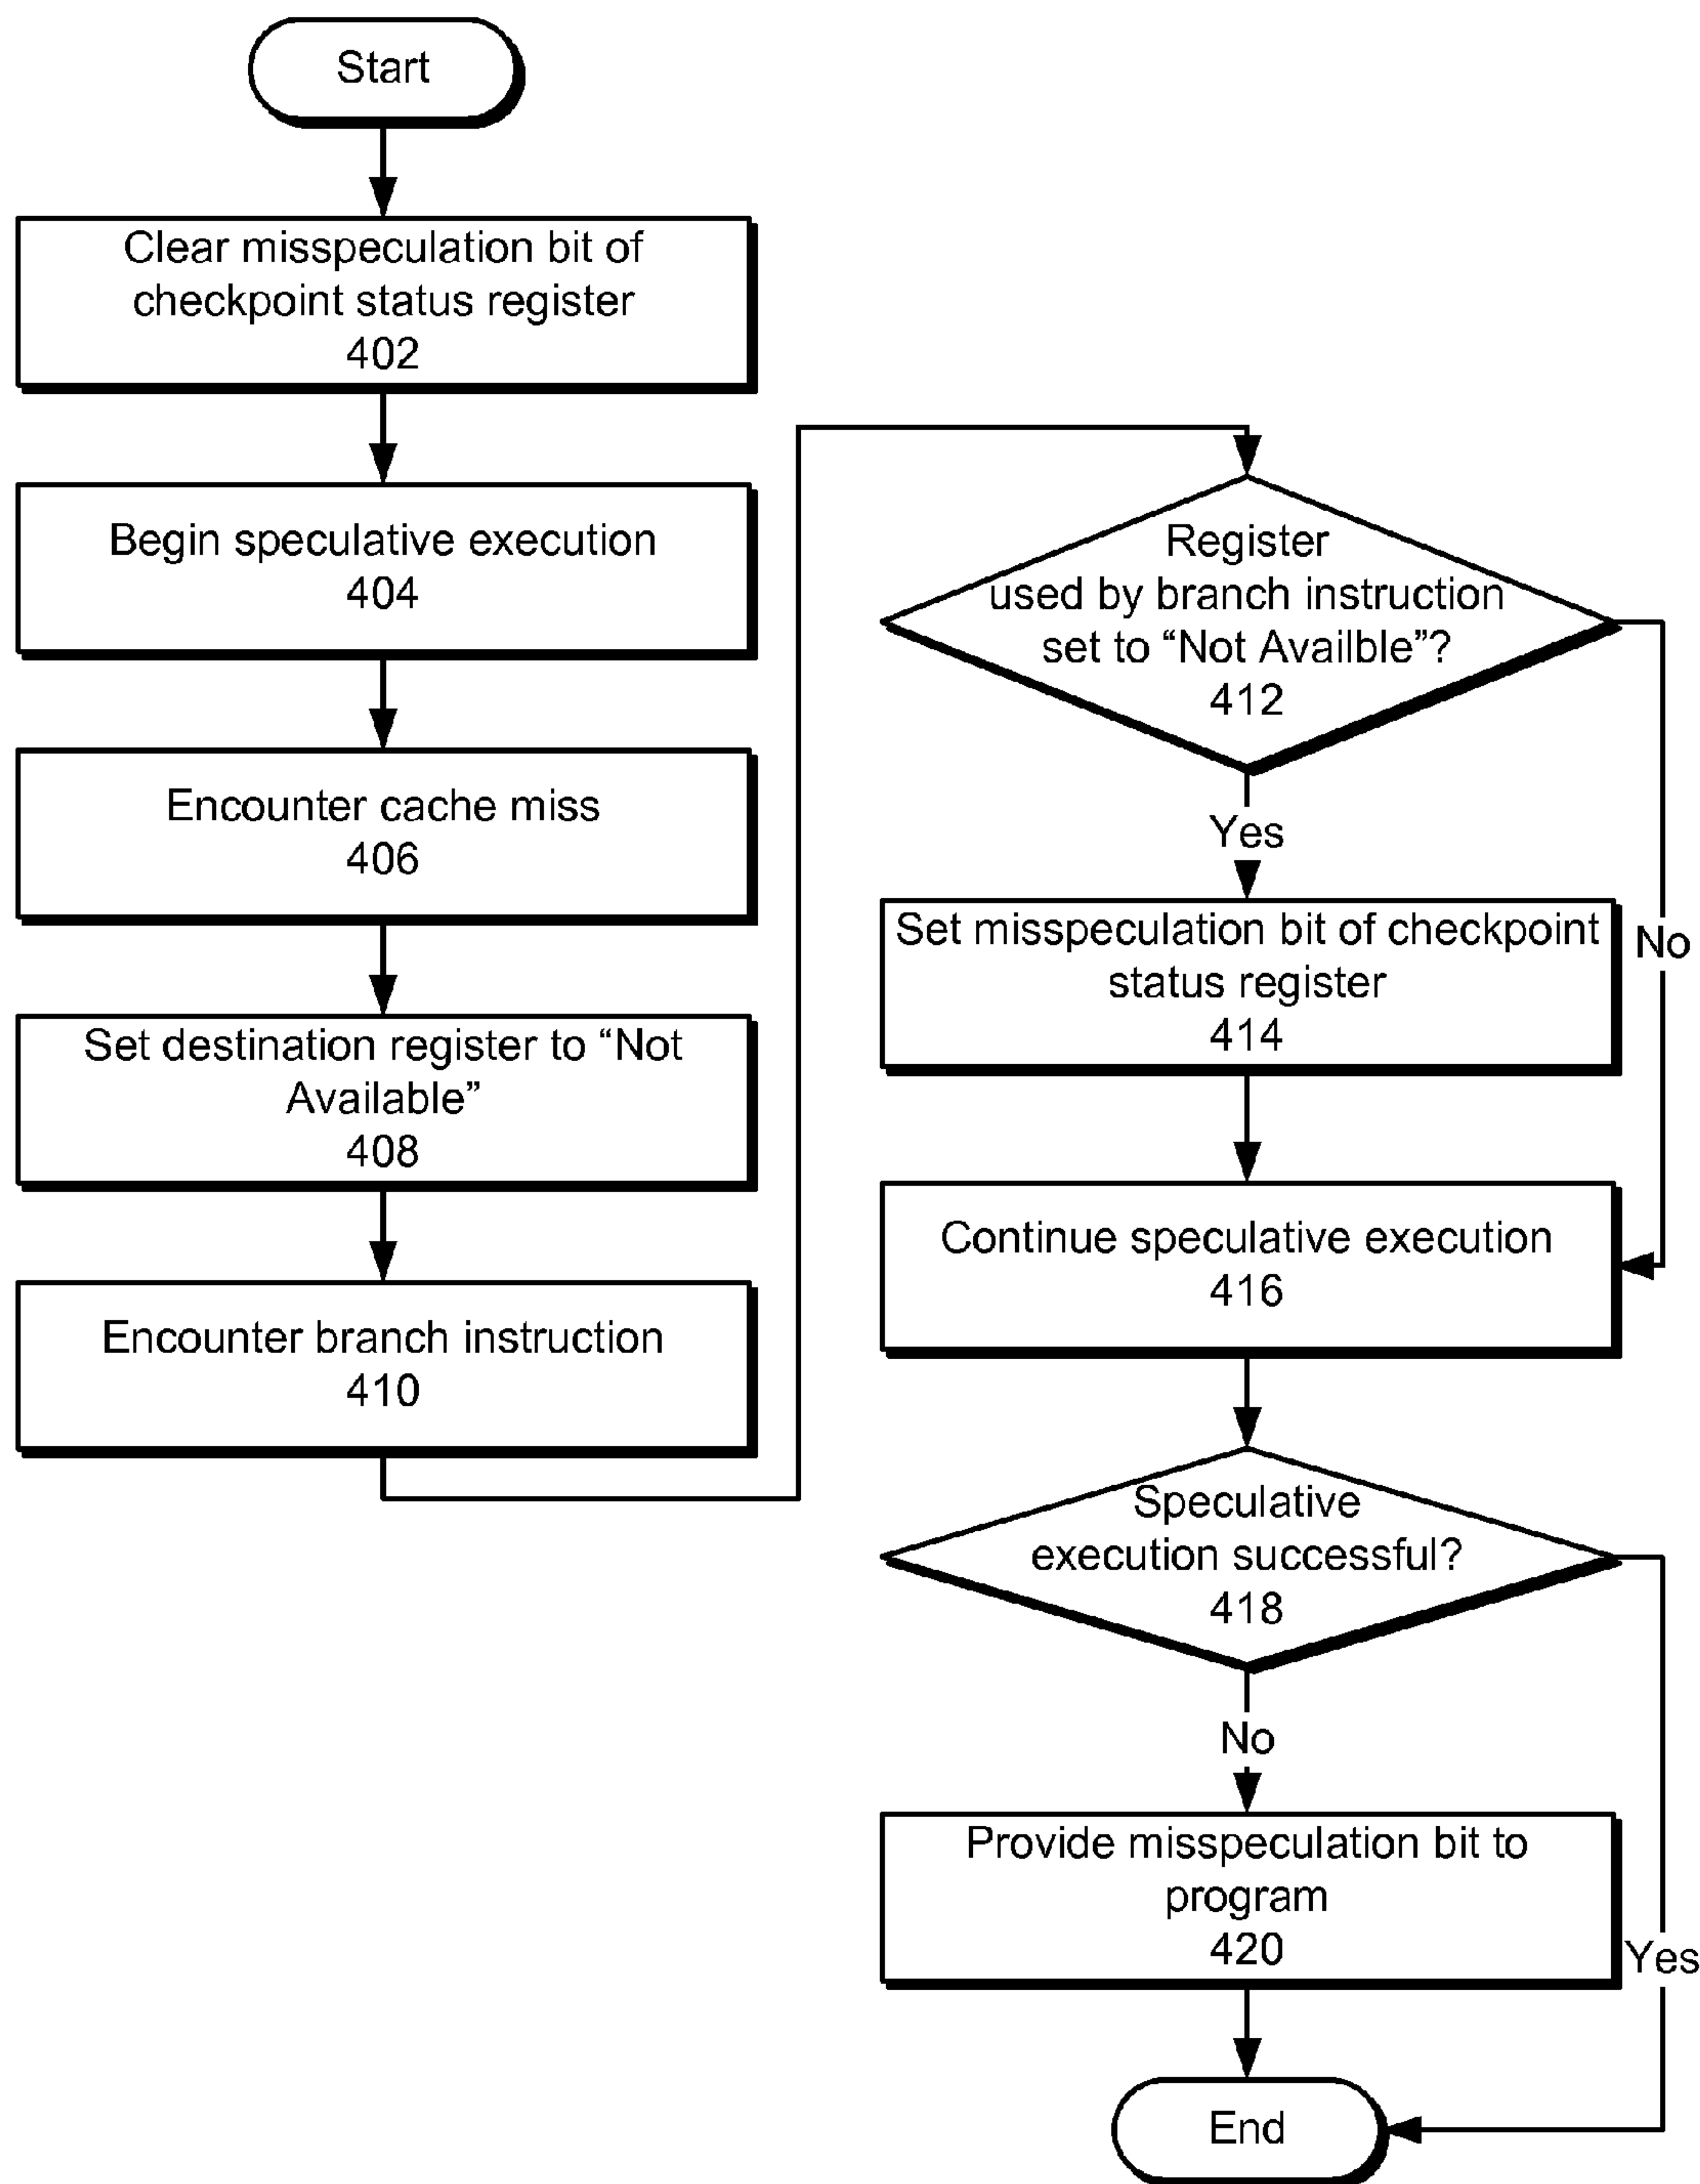 Start
Clear misspeculation bit of
checkpoint status register
402
Begin speculative execution
404
Encounter cache miss
406
Set destination register to “Not
Available”
408
Encounter branch instruction
410
Register
used by branch instruction
set to “Not Availble”?
412
Yes
No
Set misspeculation bit of checkpoint
status register
414
Continue speculative execution
416
Speculative
execution successful?
418
No
Provide misspeculation bit to
program
420
Yes
End